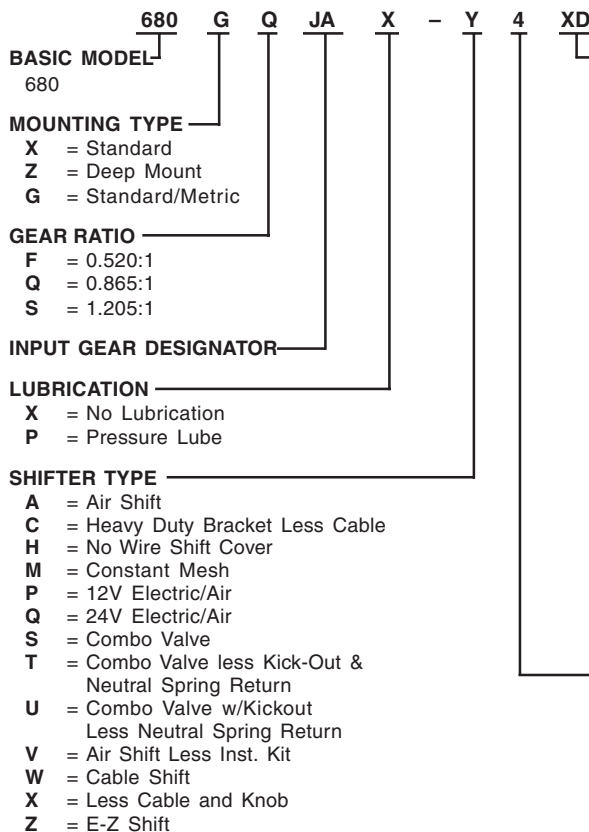 680 G Q JA X – Y 4 XD
BASIC MODEL
680
MOUNTING TYPE
X = Standard
Z = Deep Mount
G = Standard/Metric
GEAR RATIO
F = 0.520:1
Q = 0.865:1
S = 1.205:1
INPUT GEAR DESIGNATOR
LUBRICATION
X = No Lubrication
P = Pressure Lube
SHIFTER TYPE
A = Air Shift
C = Heavy Duty Bracket Less Cable
H = No Wire Shift Cover
M = Constant Mesh
P = 12V Electric/Air
Q = 24V Electric/Air
S = Combo Valve
T = Combo Valve less Kick-Out &
Neutral Spring Return
U = Combo Valve w/Kickout
Less Neutral Spring Return
V = Air Shift Less Inst. Kit
W = Cable Shift
X = Less Cable and Knob
Z = E-Z Shift